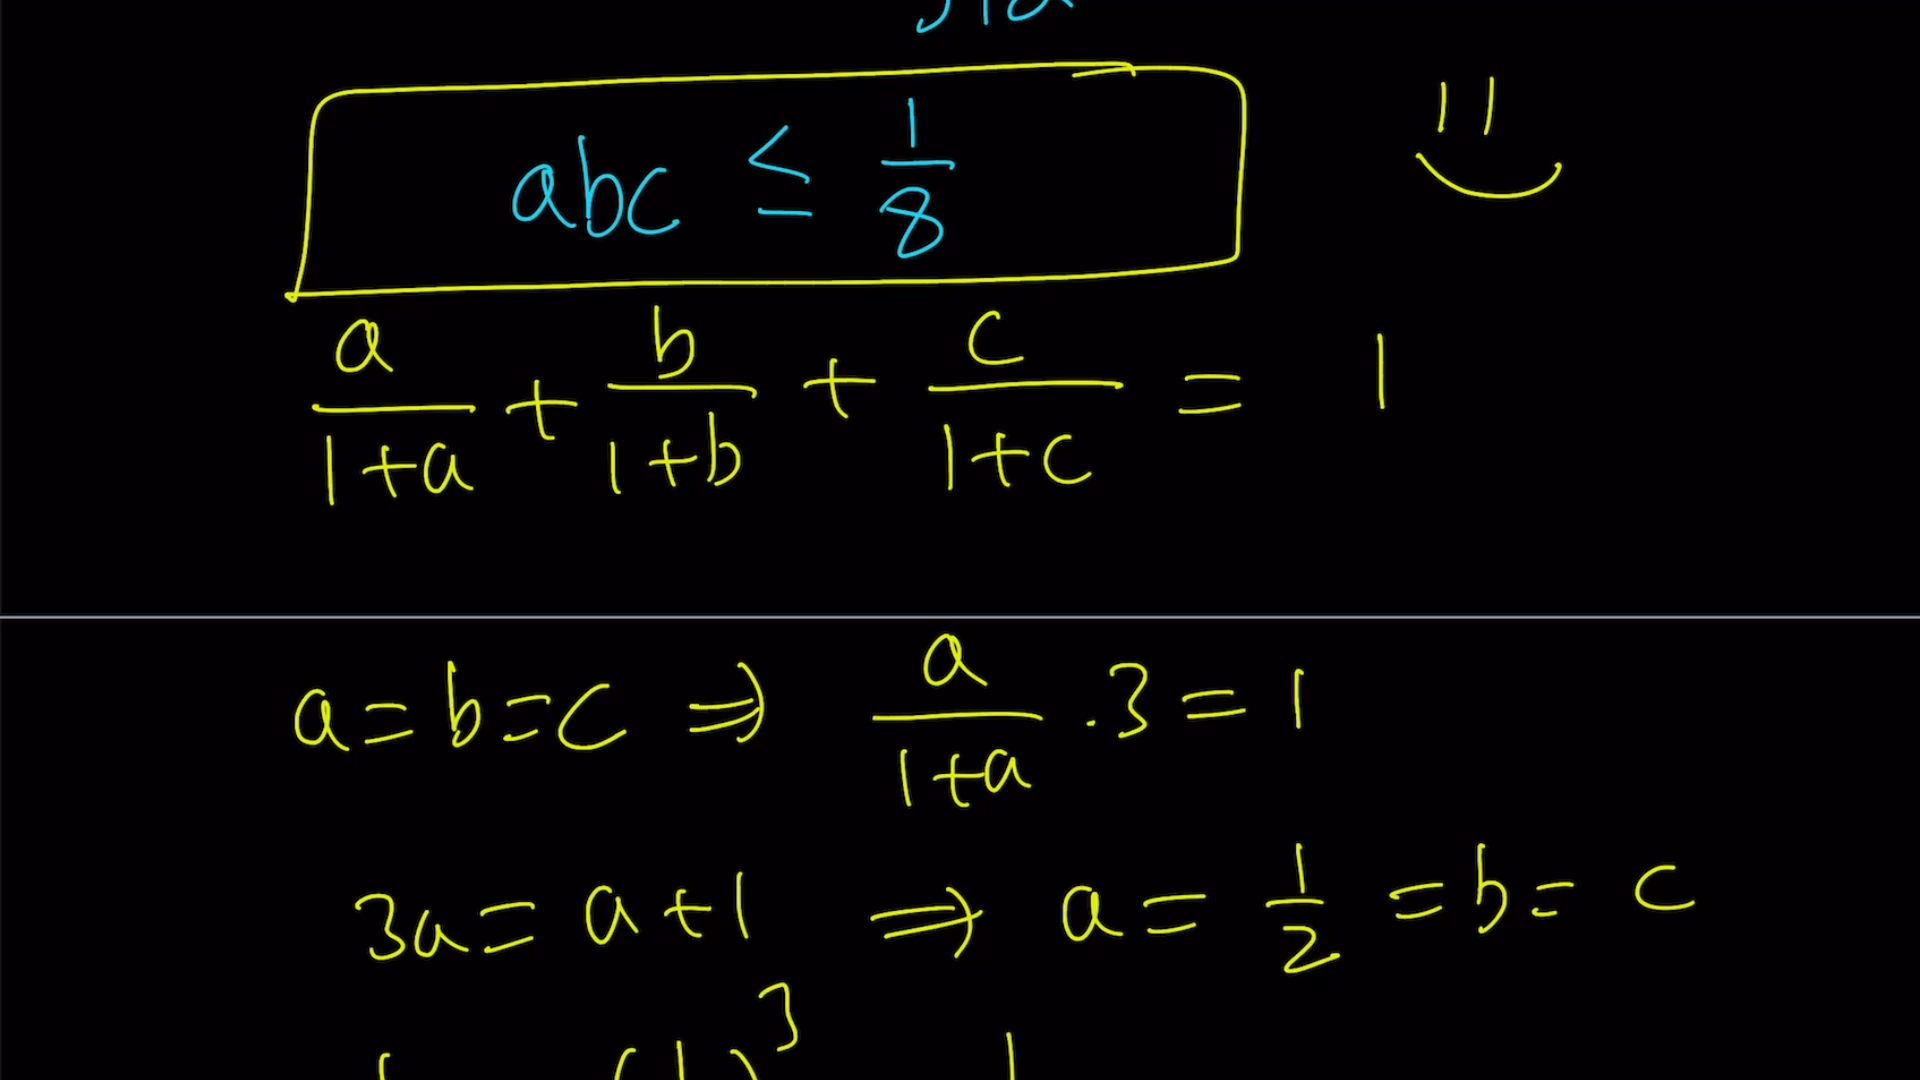 abc ≤ 1/8
a/(1+a) + b/(1+b) + c/(1+c) = 1
a = b = c ⇒ a/(1+a) · 3 = 1
3a = a + 1 ⇒ a = 1/2 = b = c